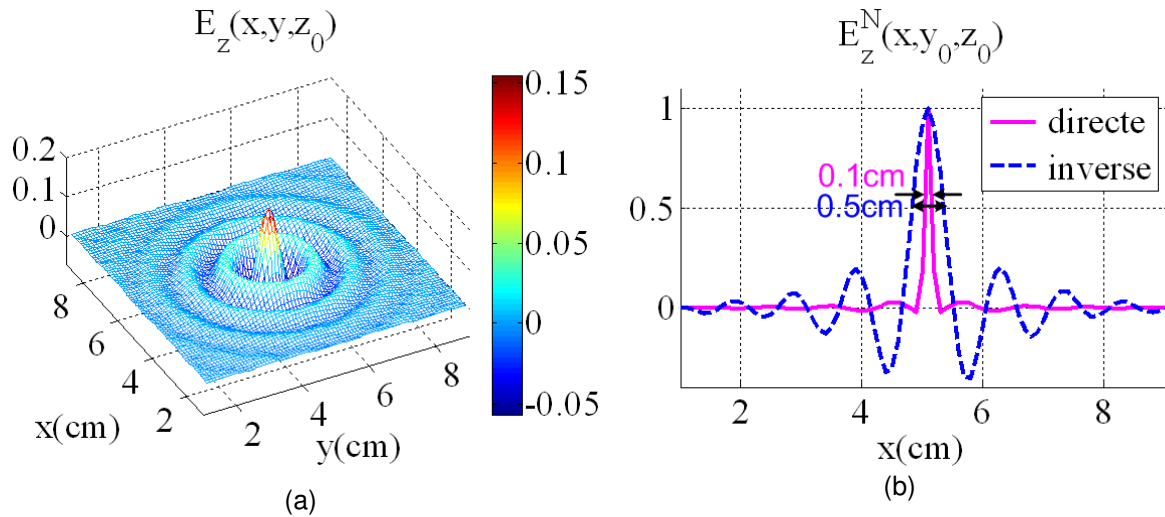 E_z(x,y,z_0)
0.2
0.1
0
8
6
4
2
x(cm)
2
4
6
8
y(cm)
0.15
0.10
0.05
0
-0.05
(a)
E_z^N(x,y_0,z_0)
1
0.5
0
directe
inverse
0.1cm
0.5cm
2
4
6
8
x(cm)
(b)